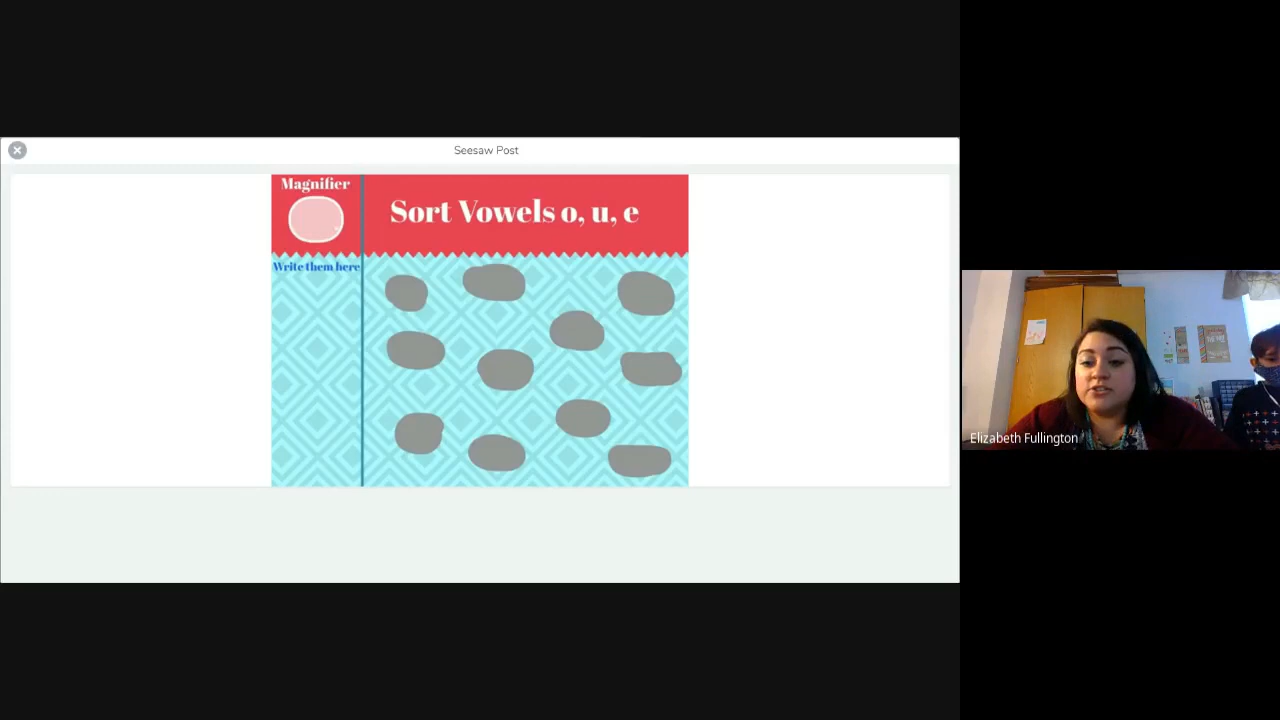 Seesaw Post
Magnifier
Sort Vowels o, u, e
Write them here
Elizabeth Fullington